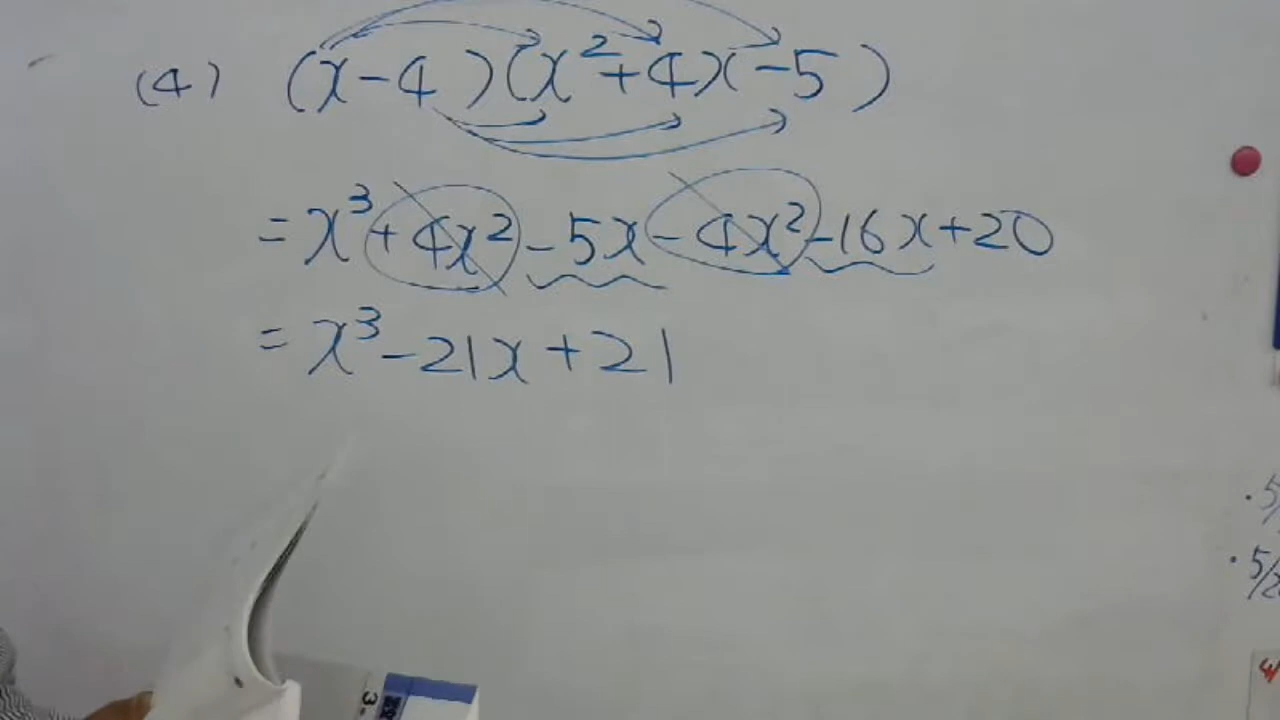 (4) (x-4)(x²+4x-5)
= x³+4x²-5x-4x²-16x+20
= x³-21x+21